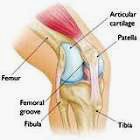 Articular
cartilage
Patella
Femur
Femoral
groove
Fibula
Tibia